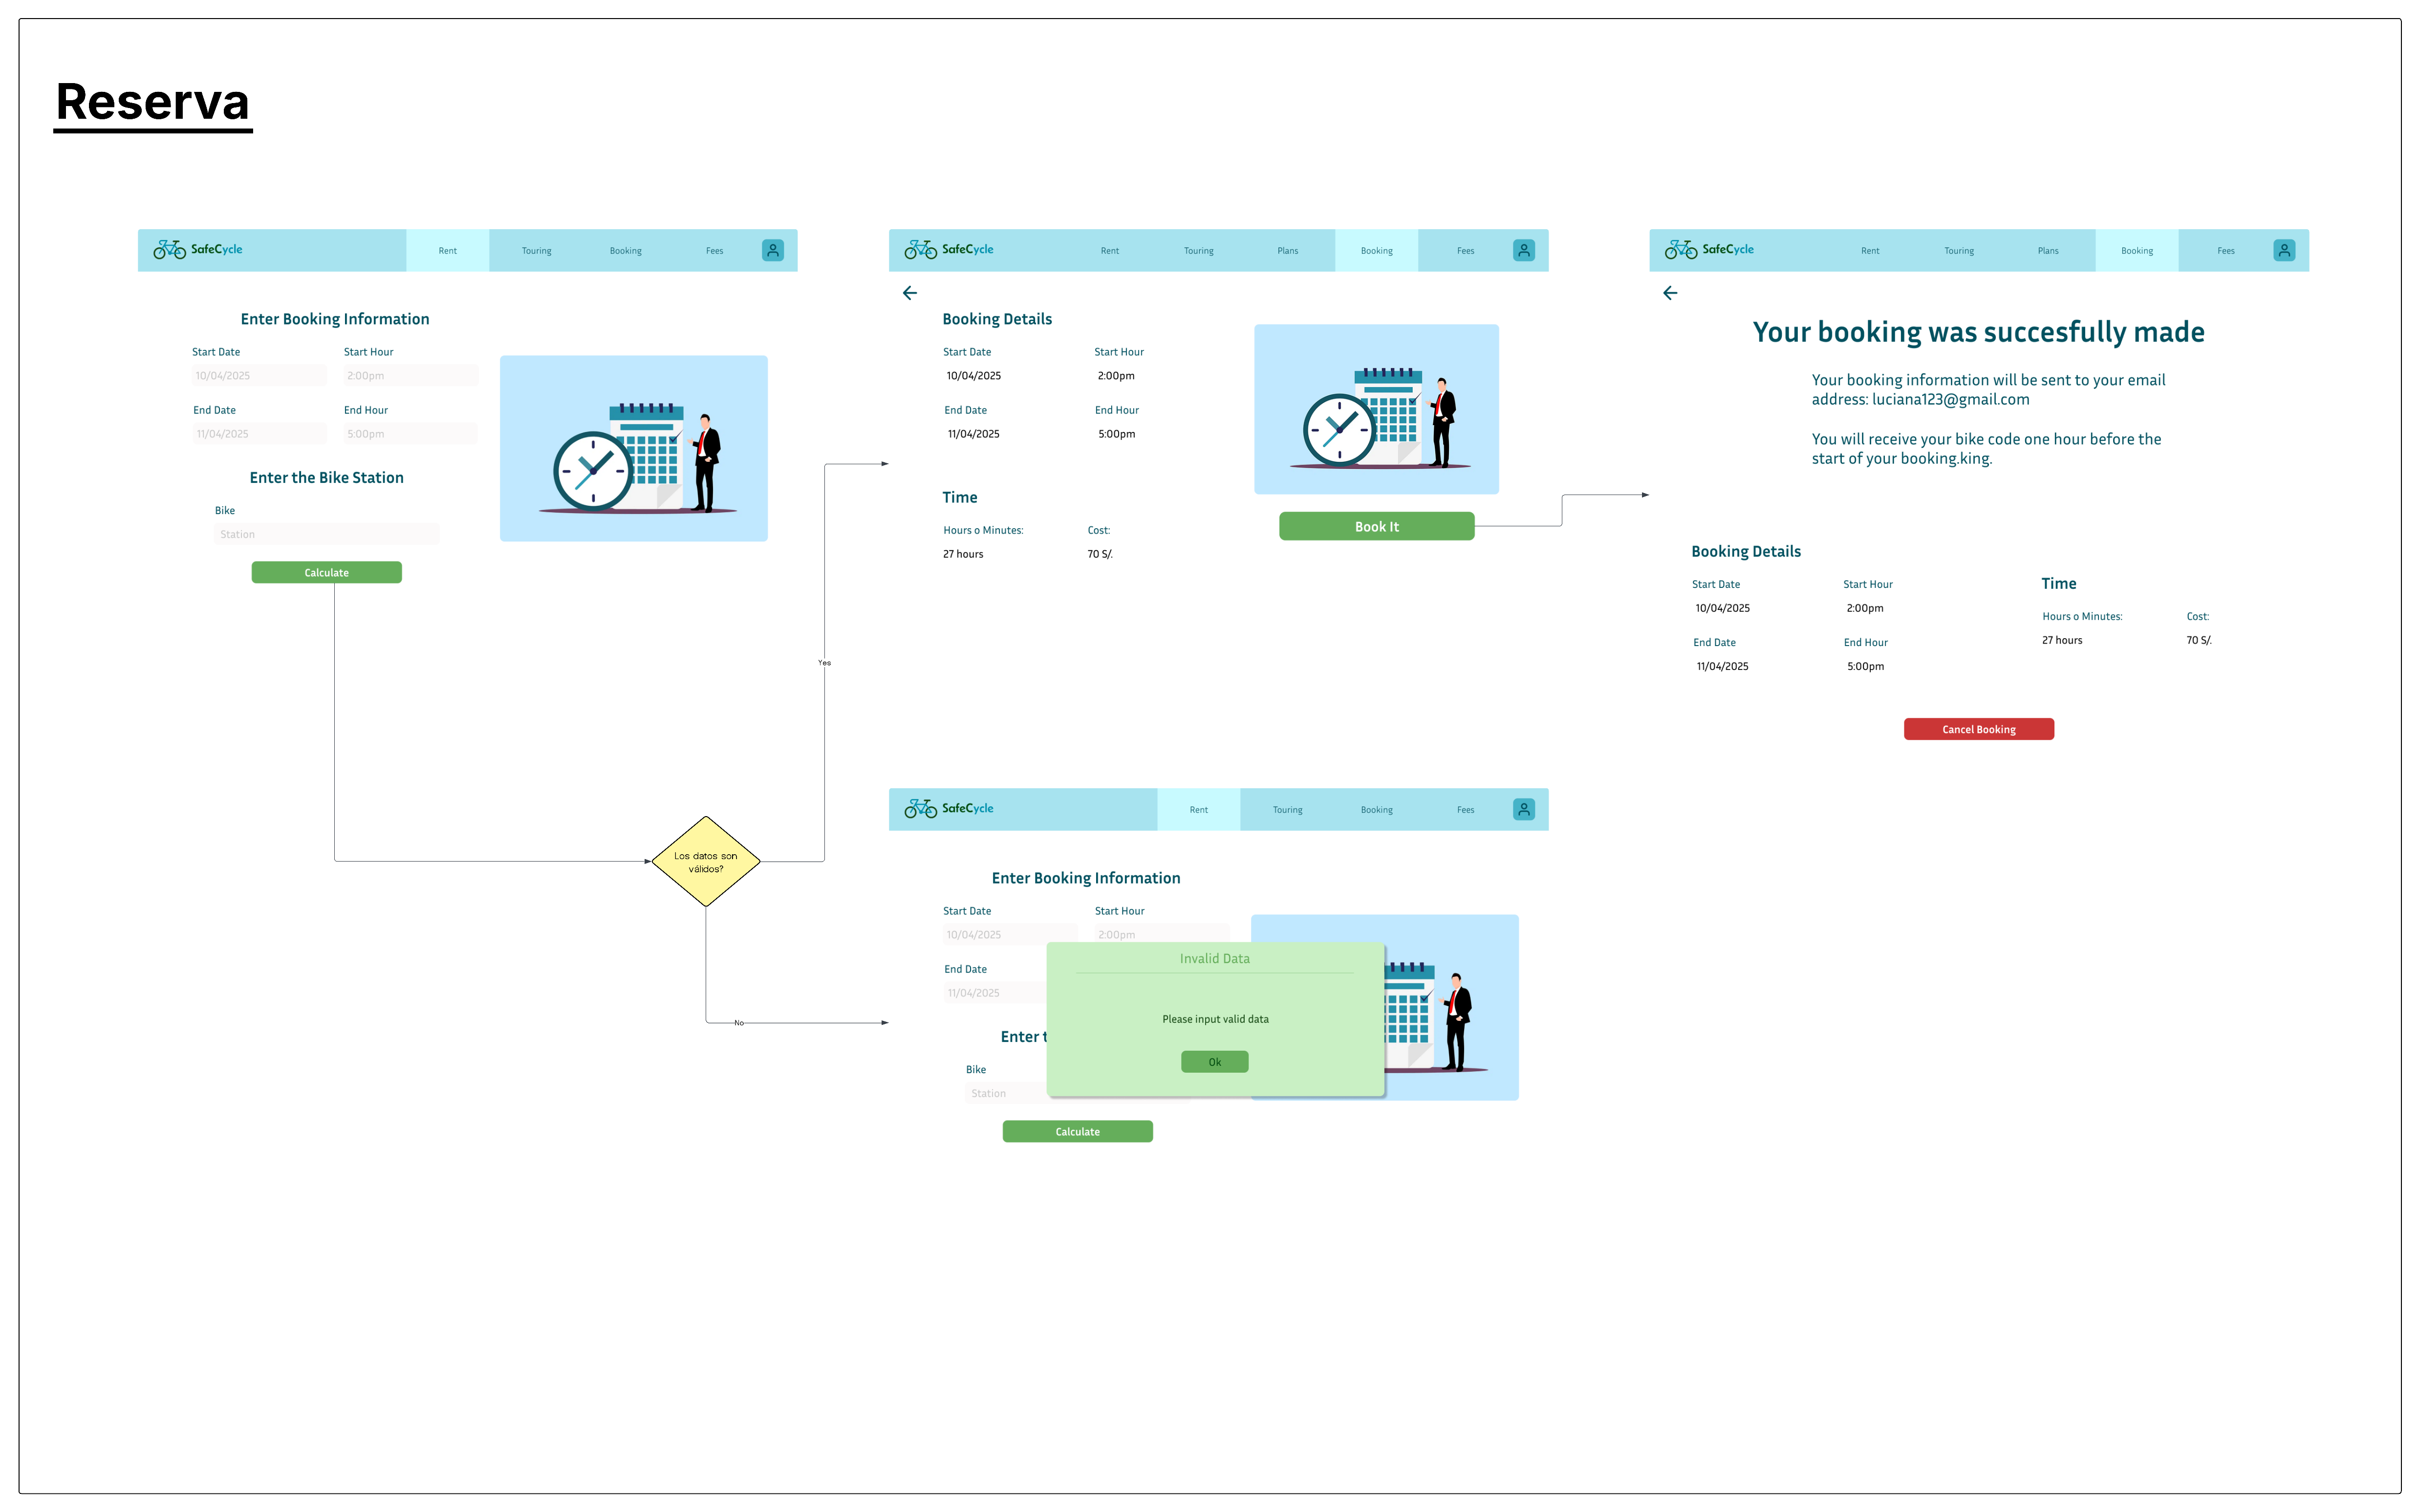 Reserva
SafeCycle
Rent
Touring
Booking
Fees
Enter Booking Information
Start Date
Start Hour
10/04/2025
2:00pm
End Date
End Hour
11/04/2025
5:00pm
Enter the Bike Station
Bike
Station
Calculate
Los datos son
válidos?
Yes
No
SafeCycle
Rent
Touring
Plans
Booking
Fees
Booking Details
Start Date
Start Hour
10/04/2025
2:00pm
End Date
End Hour
11/04/2025
5:00pm
Time
Hours o Minutes:
Cost:
27 hours
70 S/.
Book It
SafeCycle
Rent
Touring
Booking
Fees
Enter Booking Information
Start Date
Start Hour
10/04/2025
2:00pm
End Date
11/04/2025
Enter t
Bike
Station
Calculate
Invalid Data
Please input valid data
Ok
SafeCycle
Rent
Touring
Plans
Booking
Fees
Your booking was succesfully made
Your booking information will be sent to your email
address: luciana123@gmail.com
You will receive your bike code one hour before the
start of your booking.king.
Booking Details
Start Date
Start Hour
10/04/2025
2:00pm
End Date
End Hour
11/04/2025
5:00pm
Time
Hours o Minutes:
Cost:
27 hours
70 S/.
Cancel Booking